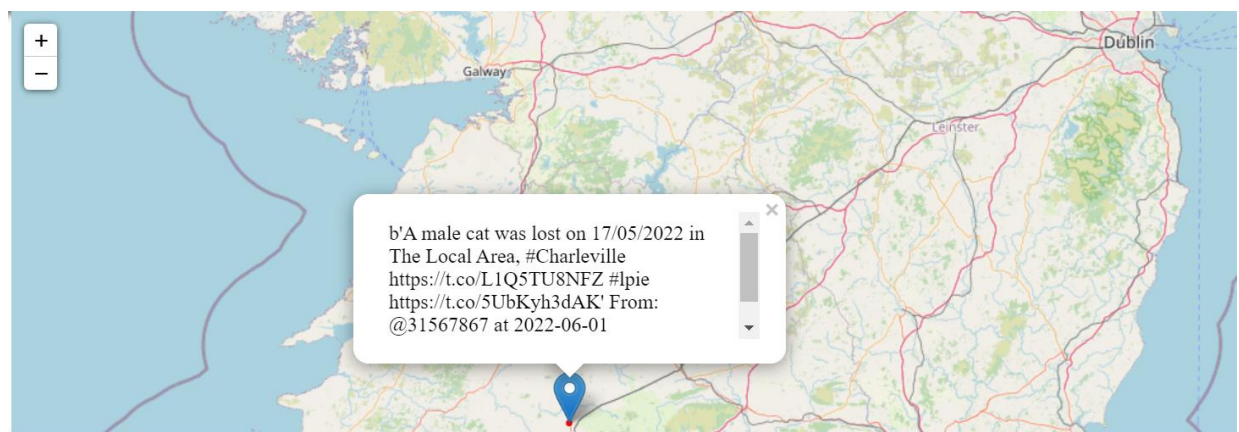 +
−
Galway
Dublin
Leinster
×
b'A male cat was lost on 17/05/2022 in
The Local Area, #Charleville
https://t.co/L1Q5TU8NFZ #lpie
https://t.co/5UbKyh3dAK' From:
@31567867 at 2022-06-01